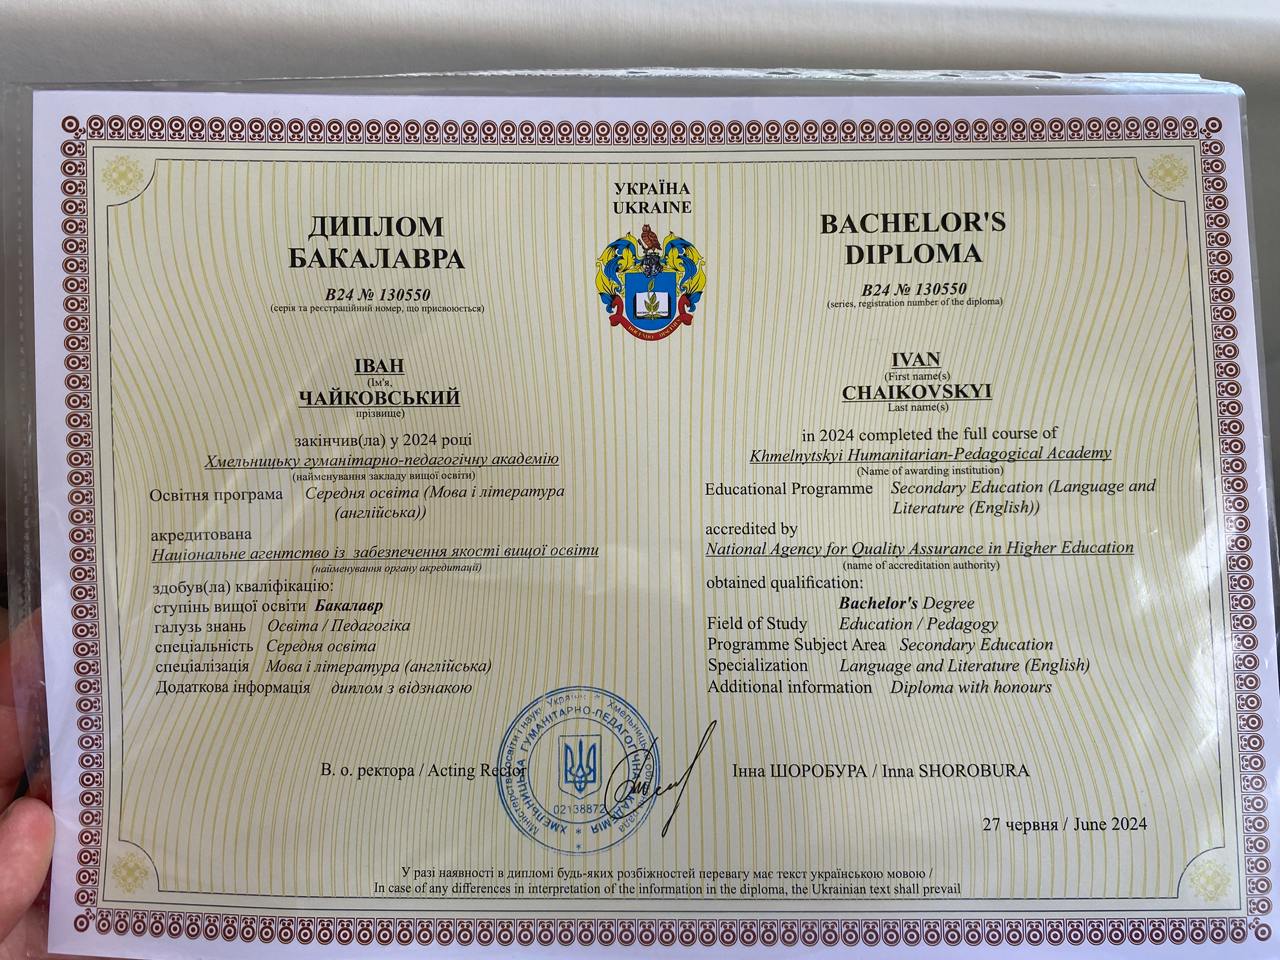 УКРАЇНА
UKRAINE
ДИПЛОМ
БАКАЛАВРА
B24 № 130550
(серія та реєстраційний номер, що присвоюється)
ІВАН
(Ім'я,
ЧАЙКОВСЬКИЙ
прізвище)
закінчив(ла) у 2024 році
Хмельницьку гуманітарно-педагогічну академію
(найменування закладу вищої освіти)
Освітня програма Середня освіта (Мова і література
(англійська))
акредитована
Національне агентство із забезпечення якості вищої освіти
(найменування органу акредитації)
здобув(ла) кваліфікацію:
ступінь вищої освіти Бакалавр
галузь знань Освіта / Педагогіка
спеціальність Середня освіта
спеціалізація Мова і література (англійська)
Додаткова інформація диплом з відзнакою
BACHELOR'S
DIPLOMA
B24 № 130550
(series, registration number of the diploma)
IVAN
(First name(s)
CHAIKOVSKYI
Last name(s)
in 2024 completed the full course of
Khmelnytskyi Humanitarian-Pedagogical Academy
(Name of awarding institution)
Educational Programme Secondary Education (Language and
Literature (English))
accredited by
National Agency for Quality Assurance in Higher Education
(name of accreditation authority)
obtained qualification:
Bachelor's Degree
Field of Study Education / Pedagogy
Programme Subject Area Secondary Education
Specialization Language and Literature (English)
Additional information Diploma with honours
В. о. ректора / Acting Rector
Інна ШОРОБУРА / Inna SHOROBURA
Міністерство освіти і науки України * Хмельницька обласна рада
ХМЕЛЬНИЦЬКА ГУМАНІТАРНО-ПЕДАГОГІЧНА АКАДЕМІЯ
02138872
27 червня / June 2024
У разі наявності в дипломі будь-яких розбіжностей перевагу має текст українською мовою /
In case of any differences in interpretation of the information in the diploma, the Ukrainian text shall prevail